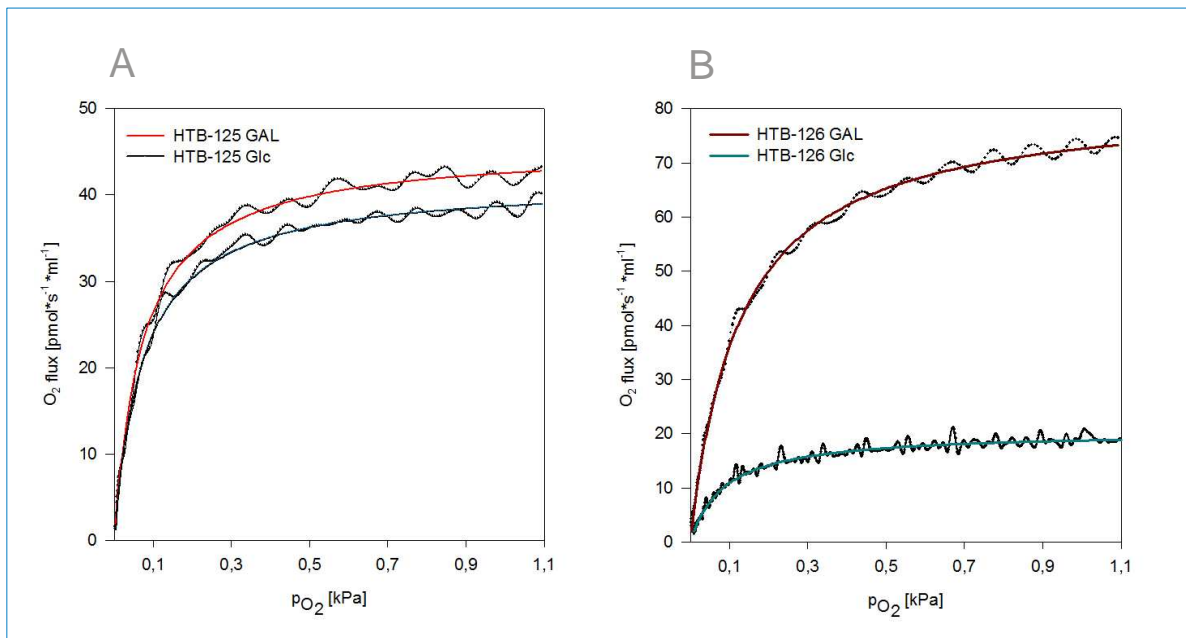 A
50
40
30
20
10
0
HTB-125 GAL
HTB-125 Glc
O₂ flux [pmol*s⁻¹ *ml⁻¹]
0,1 0,3 0,5 0,7 0,9 1,1
pO₂ [kPa]
B
80
70
60
50
40
30
20
10
0
HTB-126 GAL
HTB-126 Glc
O₂ flux [pmol*s⁻¹ *ml⁻¹]
0,1 0,3 0,5 0,7 0,9 1,1
pO₂ [kPa]